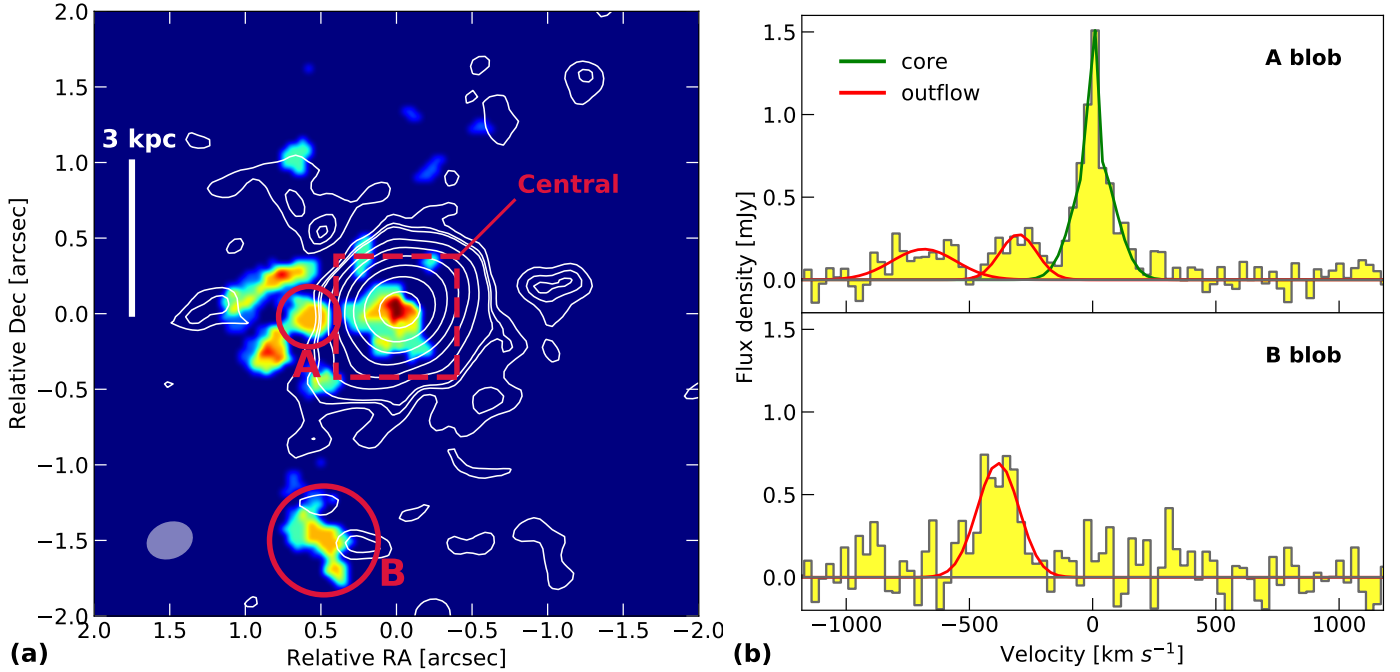 2.0
1.5
1.0
0.5
0.0
−0.5
−1.0
−1.5
−2.0
Relative Dec [arcsec]
3 kpc
Central
A
B
2.0 1.5 1.0 0.5 0.0 −0.5 −1.0 −1.5 −2.0
Relative RA [arcsec]
(a)
1.5
1.0
0.5
0.0
core
outflow
A blob
Flux density [mJy]
1.5
1.0
0.5
0.0
B blob
−1000 −500 0 500 1000
Velocity [km s⁻¹]
(b)